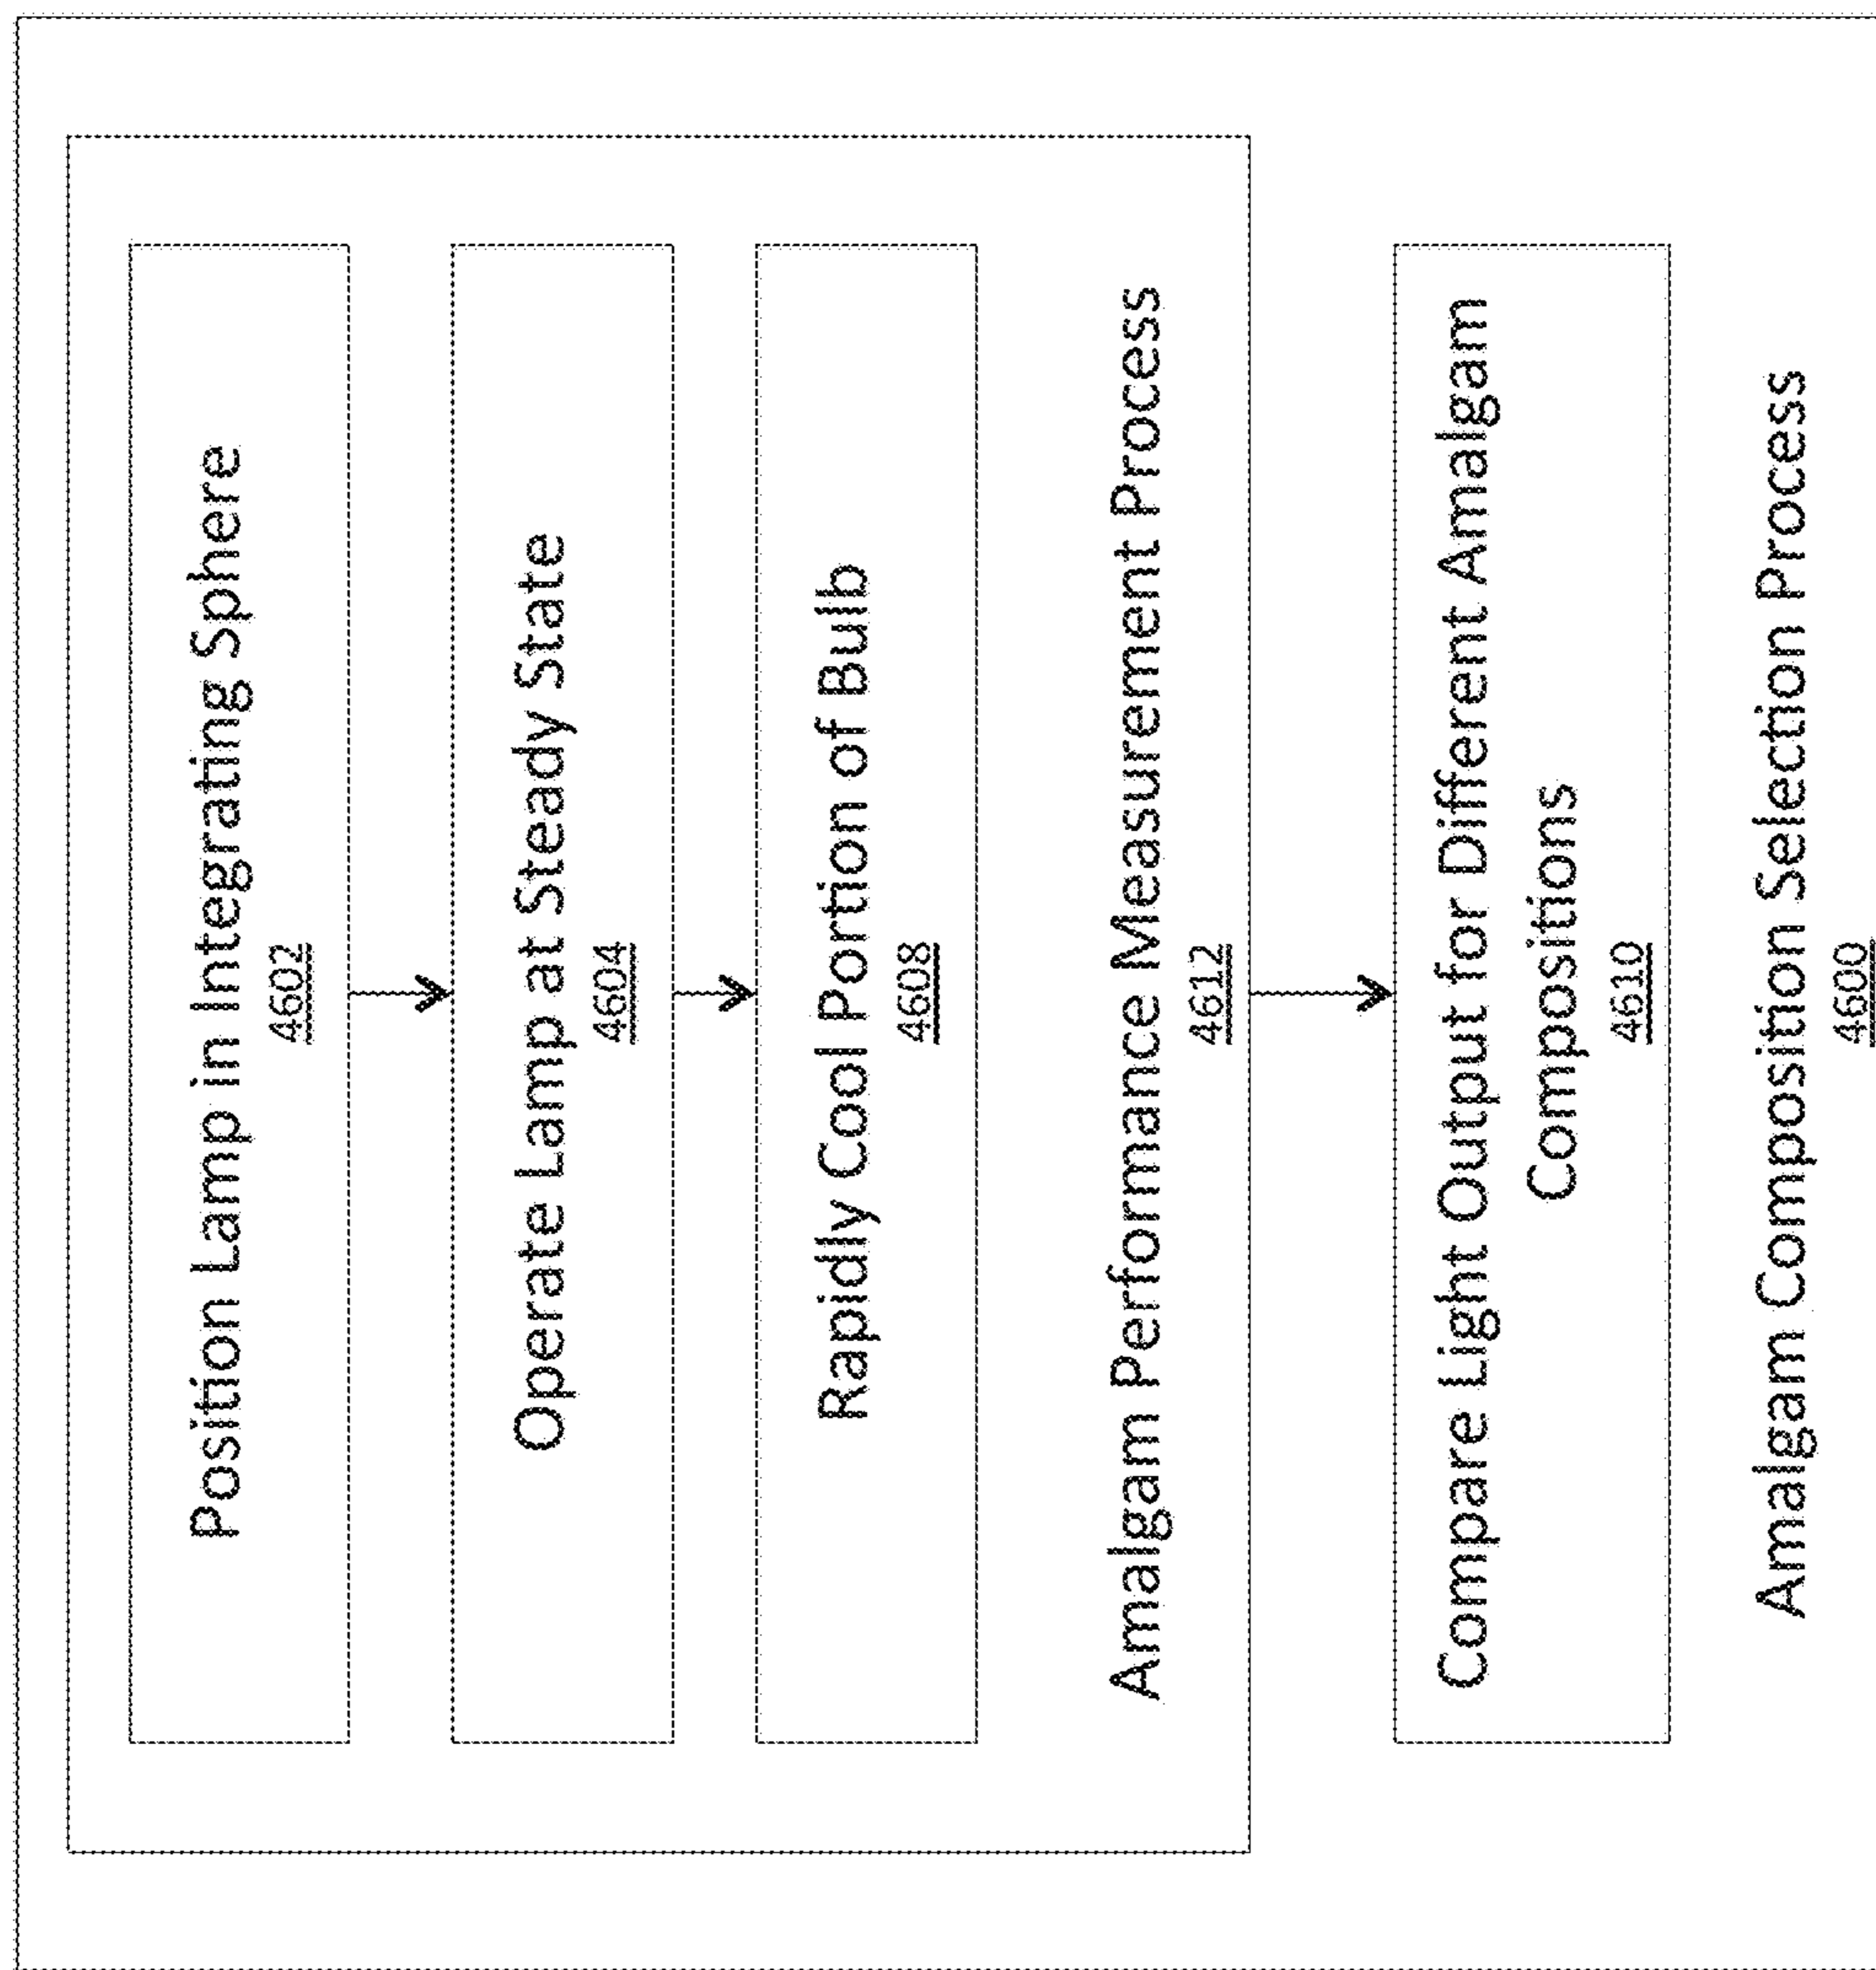 Position Lamp in Integrating Sphere
4602
Operate Lamp at Steady State
4604
Rapidly Cool Portion of Bulb
4608
Amalgam Performance Measurement Process
4612
Compare Light Output for Different Amalgam
Compositions
4610
Amalgam Composition Selection Process
4600